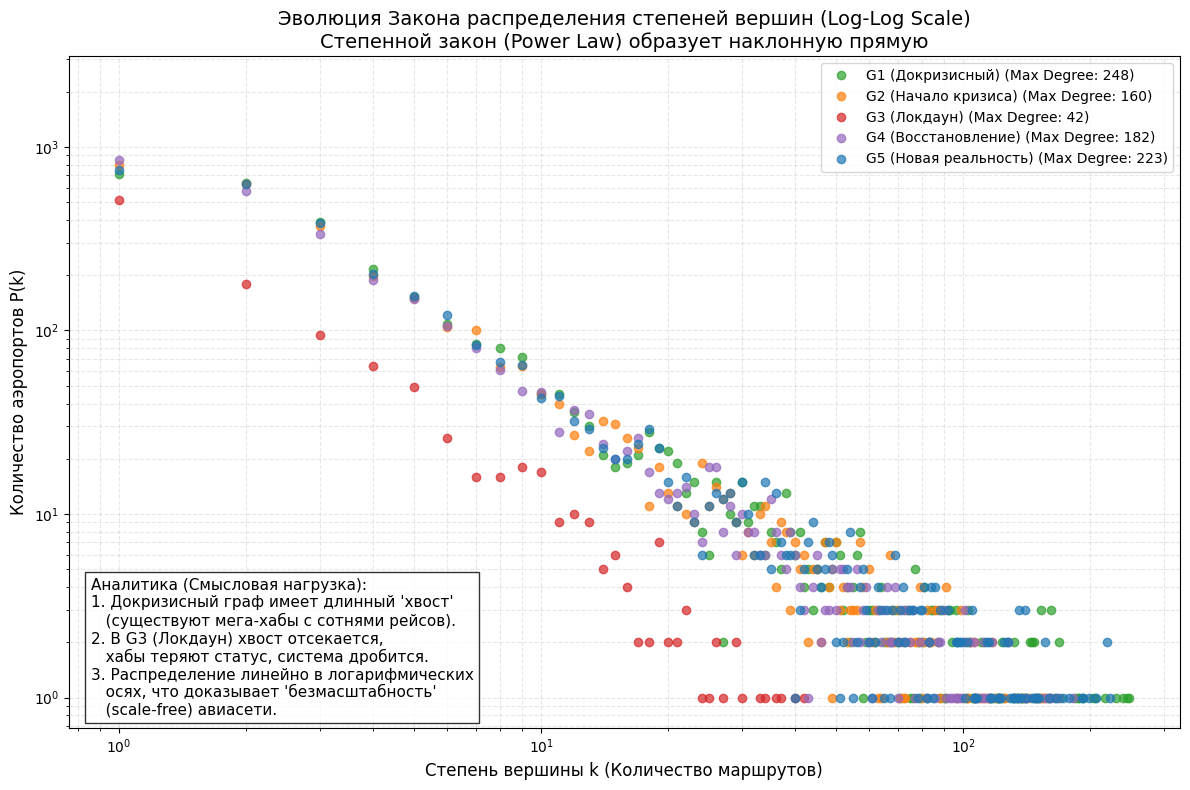 Эволюция Закона распределения степеней вершин (Log-Log Scale)
Степенной закон (Power Law) образует наклонную прямую
G1 (Докризисный) (Max Degree: 248)
G2 (Начало кризиса) (Max Degree: 160)
G3 (Локдаун) (Max Degree: 42)
G4 (Восстановление) (Max Degree: 182)
G5 (Новая реальность) (Max Degree: 223)
Количество аэропортов P(k)
10³
10²
10¹
10⁰
Аналитика (Смысловая нагрузка):
1. Докризисный граф имеет длинный 'хвост'
(существуют мега-хабы с сотнями рейсов).
2. В G3 (Локдаун) хвост отсекается,
хабы теряют статус, система дробится.
3. Распределение линейно в логарифмических
осях, что доказывает 'безмасштабность'
(scale-free) авиасети.
10⁰ 10¹ 10²
Степень вершины k (Количество маршрутов)